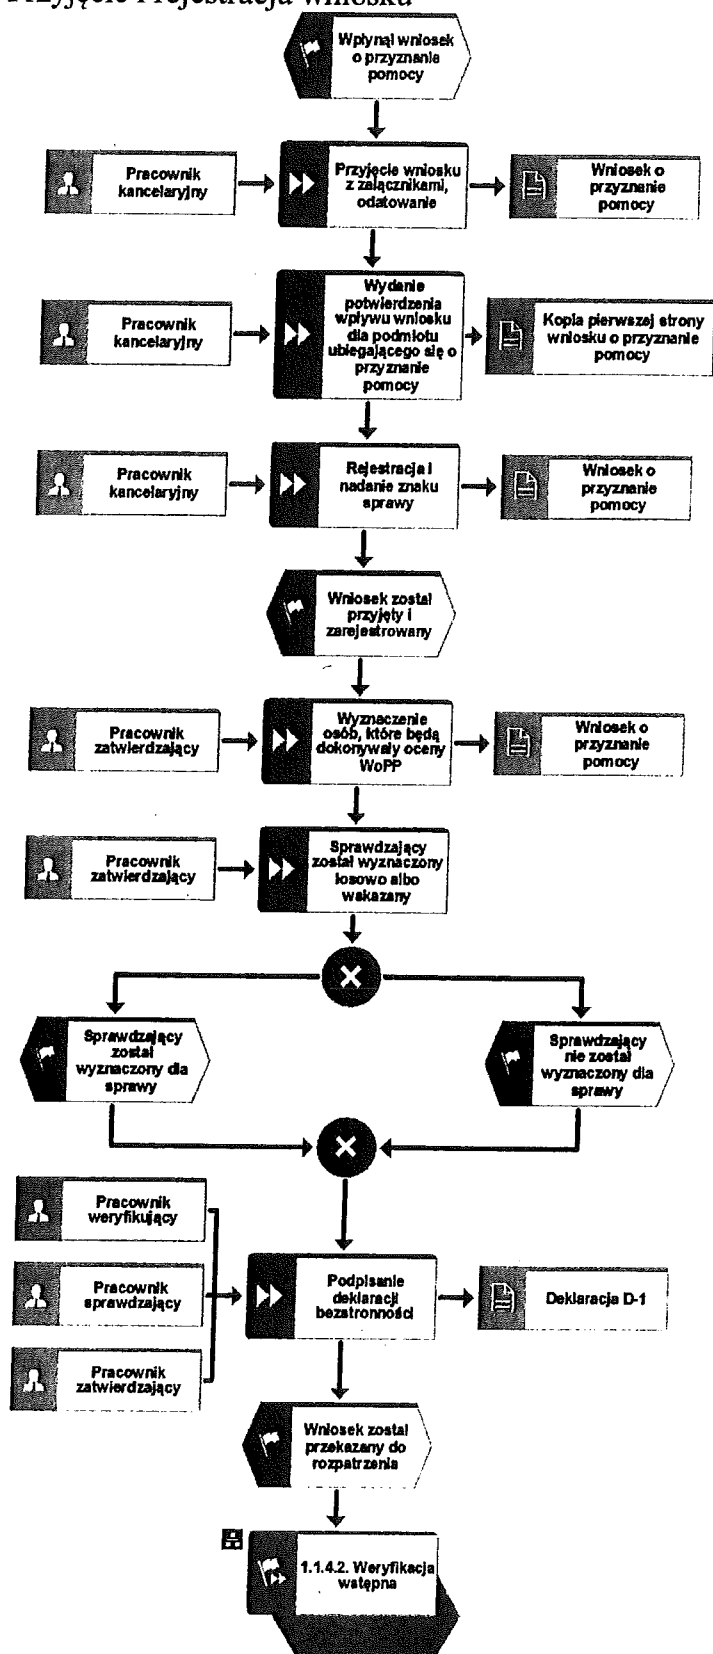 Przyjęcie i rejestracja wniosku
Wpłynął wniosek
o przyznanie
pomocy
Pracownik
kancelaryjny
Przyjęcie wniosku
z załącznikami,
odatowanie
Wniosek o
przyznanie
pomocy
Pracownik
kancelaryjny
Wydanie
potwierdzenia
wpływu wniosku
dla podmiotu
ubiegającego się o
przyznanie
pomocy
Kopia pierwszej strony
wniosku o przyznanie
pomocy
Pracownik
kancelaryjny
Rejestracja i
nadanie znaku
sprawy
Wniosek o
przyznanie
pomocy
Wniosek został
przyjęty i
zarejestrowany
Pracownik
zatwierdzający
Wyznaczenie
osób, które będą
dokonywały oceny
WoPP
Wniosek o
przyznanie
pomocy
Pracownik
zatwierdzający
Sprawdzający
został wyznaczony
losowo albo
wskazany
Sprawdzający
został
wyznaczony dla
sprawy
Sprawdzający
nie został
wyznaczony dla
sprawy
Pracownik
weryfikujący
Pracownik
sprawdzający
Pracownik
zatwierdzający
Podpisanie
deklaracji
bezstronności
Deklaracja D-1
Wniosek został
przekazany do
rozpatrzenia
1.1.4.2. Weryfikacja
wstępna